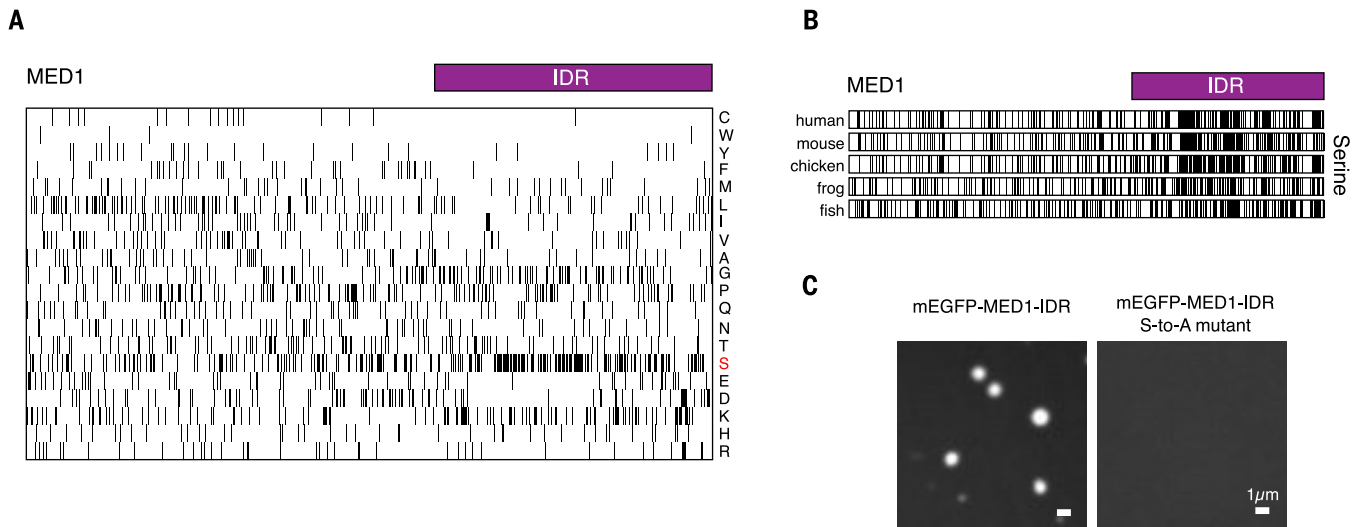 A
MED1
IDR
C
W
Y
F
M
L
I
V
A
G
P
Q
N
T
S
E
D
K
H
R
B
MED1
IDR
human
mouse
chicken
frog
fish
Serine
C
mEGFP-MED1-IDR
mEGFP-MED1-IDR
S-to-A mutant
1µm